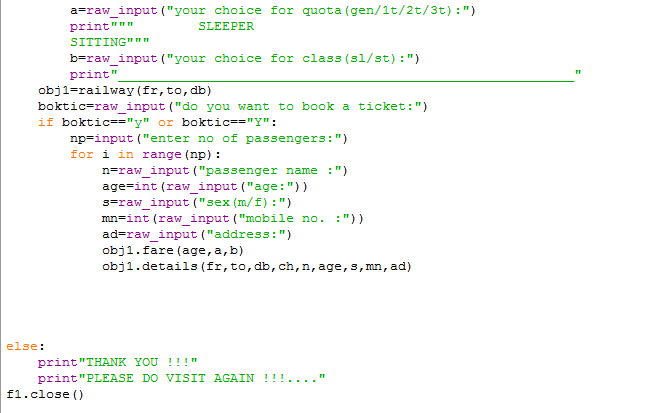 a=raw_input("your choice for quota(gen/1t/2t/3t):")
print"""        SLEEPER
SITTING"""
b=raw_input("your choice for class(sl/st):")
print"_________________________________________________________"
obj1=railway(fr,to,db)
boktic=raw_input("do you want to book a ticket:")
if boktic=="y" or boktic=="Y":
np=input("enter no of passengers:")
for i in range(np):
n=raw_input("passenger name :")
age=int(raw_input("age:"))
s=raw_input("sex(m/f):")
mn=int(raw_input("mobile no. :"))
ad=raw_input("address:")
obj1.fare(age,a,b)
obj1.details(fr,to,db,ch,n,age,s,mn,ad)
else:
print"THANK YOU !!!"
print"PLEASE DO VISIT AGAIN !!!...."
f1.close()